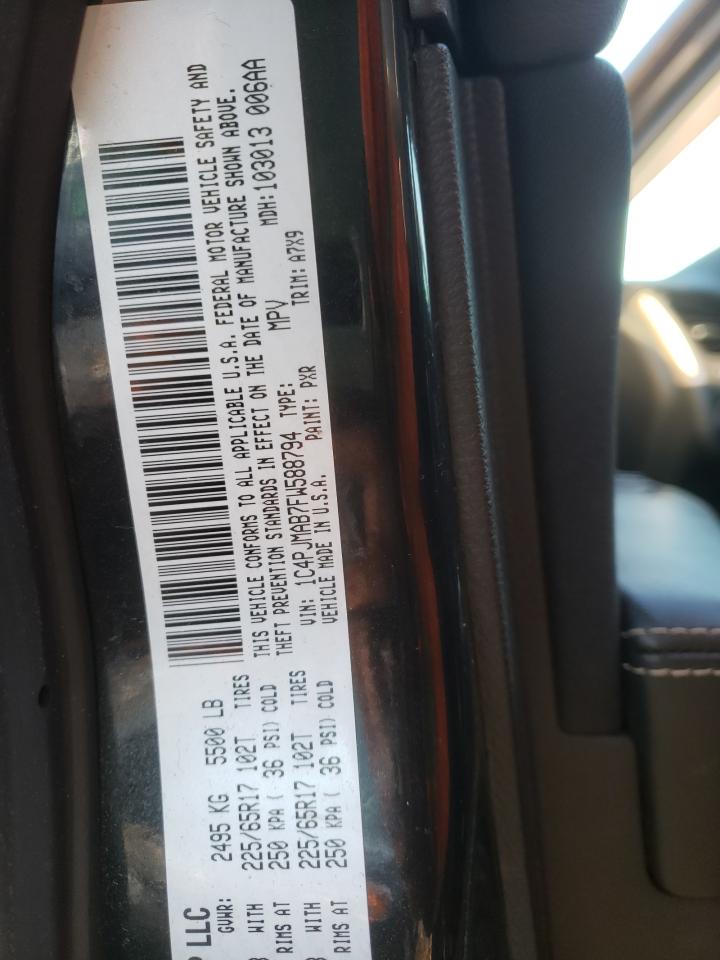 P LLC
GVWR: 2495 KG 5500 LB
WITH 225/65R17 102T TIRES
RIMS AT 250 KPA ( 36 PSI) COLD
WITH 225/65R17 102T TIRES
RIMS AT 250 KPA ( 36 PSI) COLD
THIS VEHICLE CONFORMS TO ALL APPLICABLE U.S.A. FEDERAL MOTOR VEHICLE SAFETY AND
THEFT PREVENTION STANDARDS IN EFFECT ON THE DATE OF MANUFACTURE SHOWN ABOVE.
VIN: 1C4PJMAB7FW588794 TYPE: MPV MDH:103013 006AA
VEHICLE MADE IN U.S.A. PAINT: PXR TRIM: A7X9